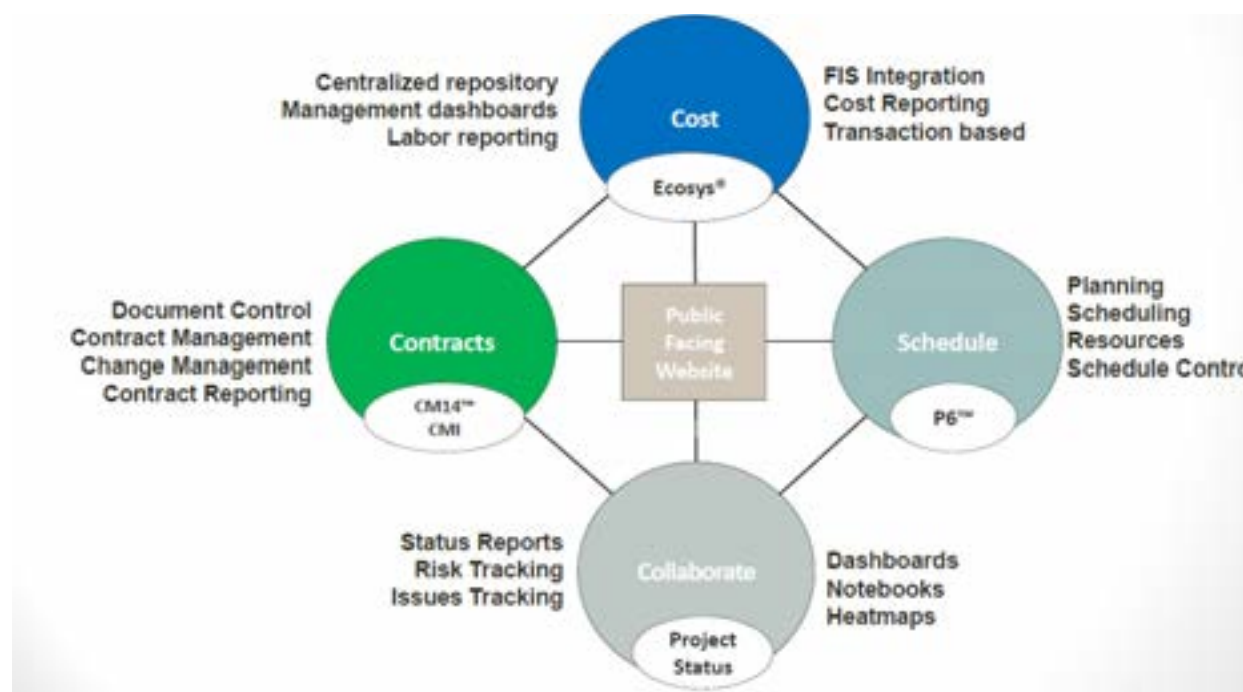 Centralized repository
Management dashboards
Labor reporting
Cost
FIS Integration
Cost Reporting
Transaction based
Ecosys®
Document Control
Contract Management
Change Management
Contract Reporting
Contracts
CM14™
CMI
Public
Facing
Website
Schedule
P6™
Planning
Scheduling
Resources
Schedule Contro
Status Reports
Risk Tracking
Issues Tracking
Collaborate
Project
Status
Dashboards
Notebooks
Heatmaps